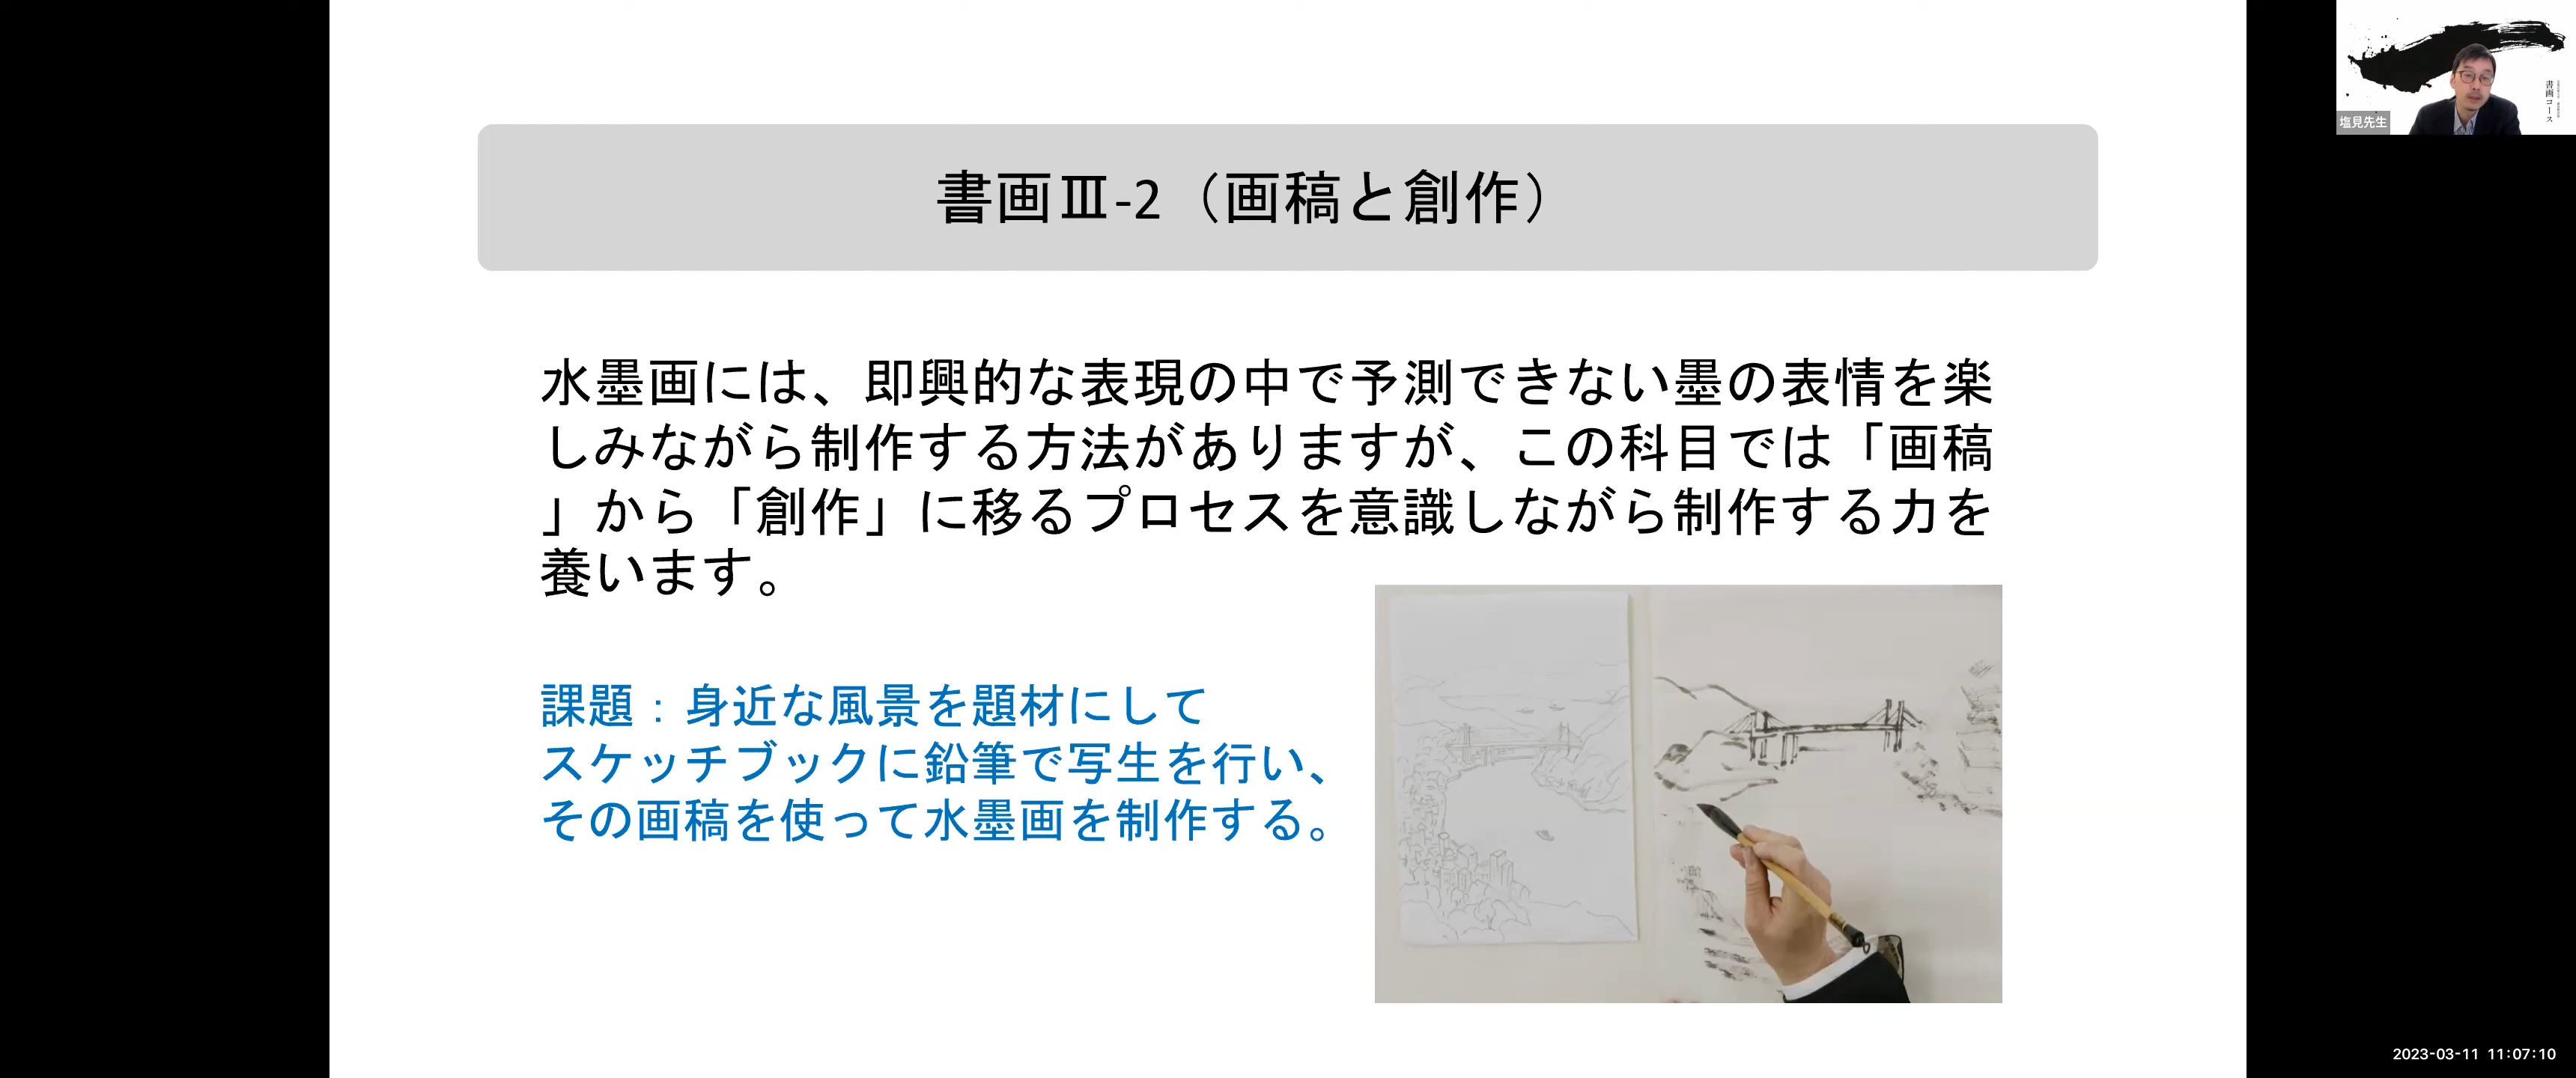 書画Ⅲ-2（画稿と創作）
水墨画には、即興的な表現の中で予測できない墨の表情を楽
しみながら制作する方法がありますが、この科目では「画稿
」から「創作」に移るプロセスを意識しながら制作する力を
養います。
課題：身近な風景を題材にして
スケッチブックに鉛筆で写生を行い、
その画稿を使って水墨画を制作する。
書画コース
塩見先生
2023-03-11 11:07:10